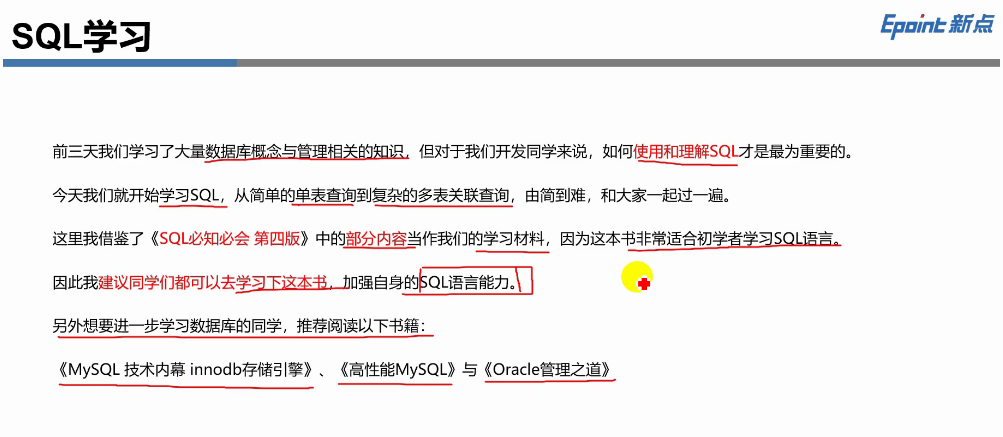 SQL学习
Epoint 新点
前三天我们学习了大量数据库概念与管理相关的知识，但对于我们开发同学来说，如何使用和理解SQL才是最为重要的。
今天我们就开始学习SQL，从简单的单表查询到复杂的多表关联查询，由简到难，和大家一起过一遍。
这里我借鉴了《SQL必知必会 第四版》中的部分内容当作我们的学习材料，因为这本书非常适合初学者学习SQL语言。
因此我建议同学们都可以去学习下这本书，加强自身的SQL语言能力。
另外想要进一步学习数据库的同学，推荐阅读以下书籍：
《MySQL 技术内幕 innodb存储引擎》、《高性能MySQL》与《Oracle管理之道》